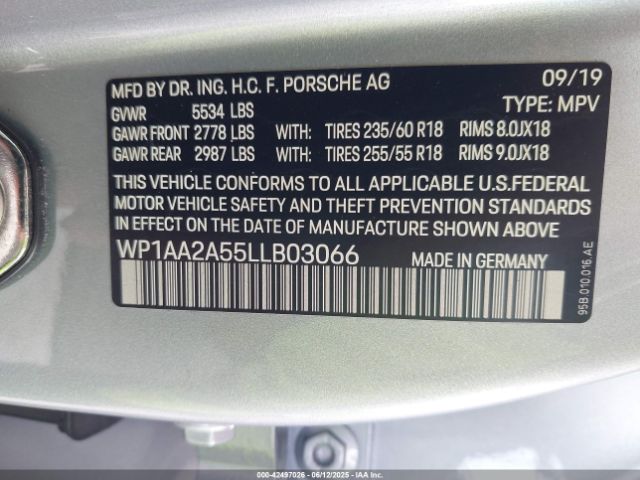 MFD BY DR. ING. H.C. F. PORSCHE AG 09/19
GVWR 5534 LBS TYPE: MPV
GAWR FRONT 2778 LBS WITH: TIRES 235/60 R18 RIMS 8.0JX18
GAWR REAR 2987 LBS WITH: TIRES 255/55 R18 RIMS 9.0JX18
THIS VEHICLE CONFORMS TO ALL APPLICABLE U.S.FEDERAL
MOTOR VEHICLE SAFETY AND THEFT PREVENTION STANDARDS
IN EFFECT ON THE DATE OF MANUFACTURE SHOWN ABOVE.
WP1AA2A55LLB03066 MADE IN GERMANY
95B.010.016.AE
000-42497026 - 06/12/2025 - IAAI.COM